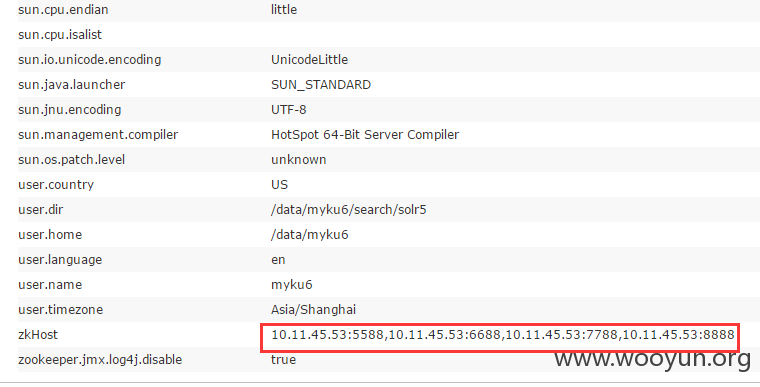 sun.cpu.endian little
sun.cpu.isalist
sun.io.unicode.encoding UnicodeLittle
sun.java.launcher SUN_STANDARD
sun.jnu.encoding UTF-8
sun.management.compiler HotSpot 64-Bit Server Compiler
sun.os.patch.level unknown
user.country US
user.dir /data/myku6/search/solr5
user.home /data/myku6
user.language en
user.name myku6
user.timezone Asia/Shanghai
zkHost 10.11.45.53:5588,10.11.45.53:6688,10.11.45.53:7788,10.11.45.53:8888
zookeeper.jmx.log4j.disable true
www.wooyun.org